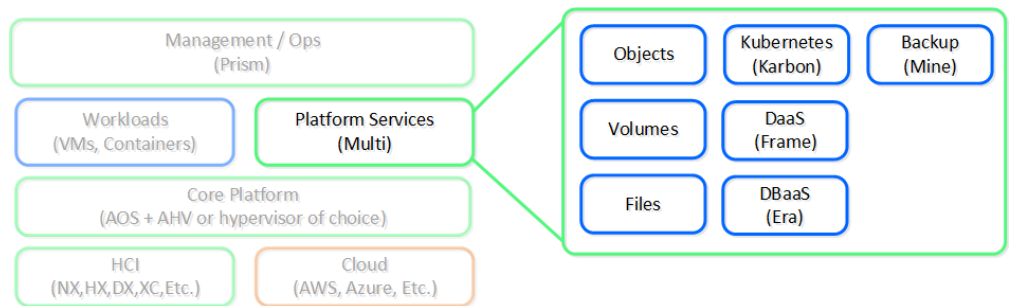 Management / Ops
(Prism)
Workloads
(VMs, Containers)
Platform Services
(Multi)
Core Platform
(AOS + AHV or hypervisor of choice)
HCI
(NX,HX,DX,XC,Etc.)
Cloud
(AWS, Azure, Etc.)
Objects
Kubernetes
(Karbon)
Backup
(Mine)
Volumes
DaaS
(Frame)
Files
DBaaS
(Era)